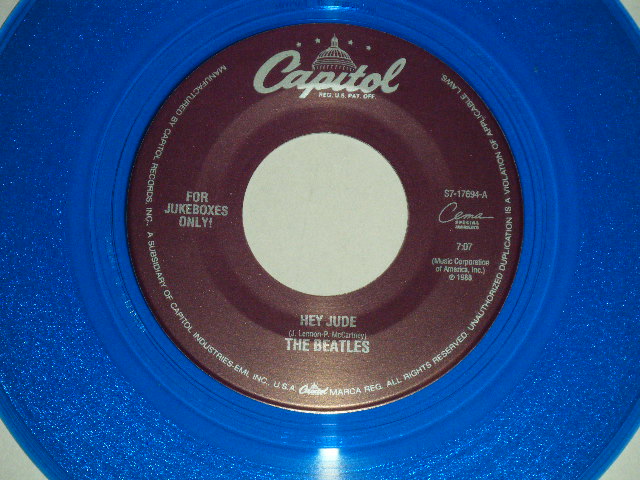 Capitol
REG. U.S. PAT. OFF.
FOR
JUKEBOXES
ONLY!
S7-17694-A
Cema
SPECIAL
MARKETS
7:07
(Music Corporation
of America, Inc.)
℗ 1968
HEY JUDE
(J. Lennon-P. McCartney)
THE BEATLES
MANUFACTURED BY CAPITOL RECORDS, INC., A SUBSIDIARY OF CAPITOL INDUSTRIES-EMI, INC., U.S.A. Capitol MARCA REG. ALL RIGHTS RESERVED. UNAUTHORIZED DUPLICATION IS A VIOLATION OF APPLICABLE LAWS.